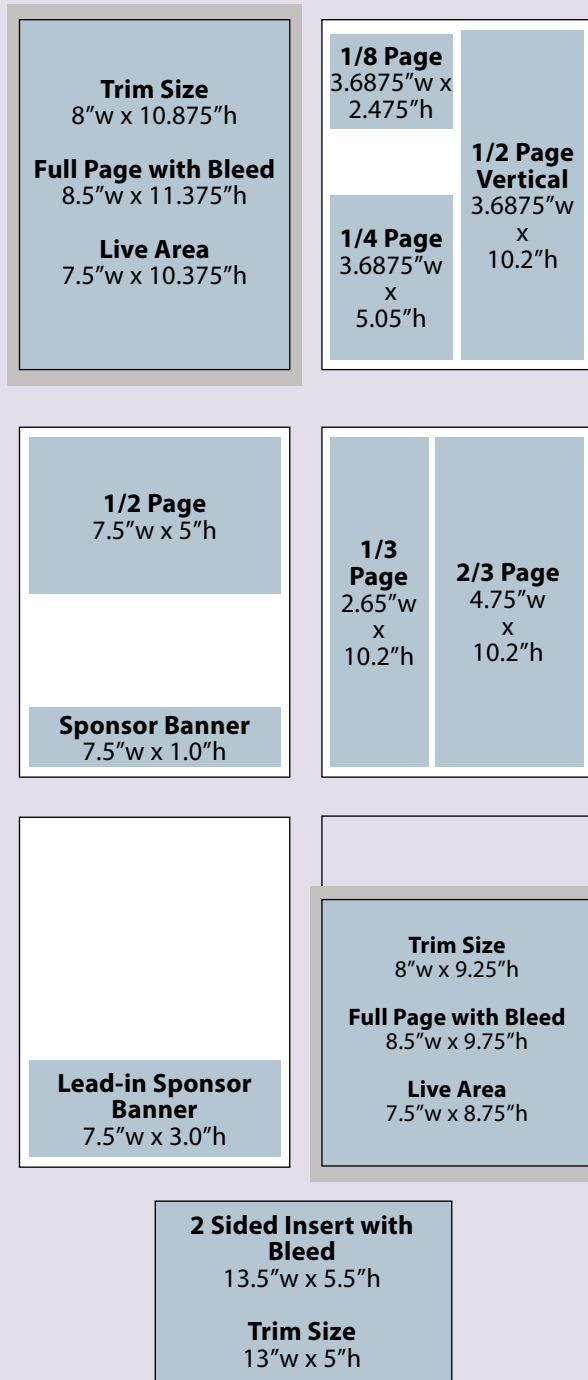 Trim Size
8”w x 10.875”h
Full Page with Bleed
8.5”w x 11.375”h
Live Area
7.5”w x 10.375”h
1/8 Page
3.6875”w x
2.475”h
1/4 Page
3.6875”w
x
5.05”h
1/2 Page
Vertical
3.6875”w
x
10.2”h
1/2 Page
7.5”w x 5”h
Sponsor Banner
7.5”w x 1.0”h
1/3
Page
2.65”w
x
10.2”h
2/3 Page
4.75”w
x
10.2”h
Lead-in Sponsor
Banner
7.5”w x 3.0”h
Trim Size
8”w x 9.25”h
Full Page with Bleed
8.5”w x 9.75”h
Live Area
7.5”w x 8.75”h
2 Sided Insert with
Bleed
13.5”w x 5.5”h
Trim Size
13”w x 5”h